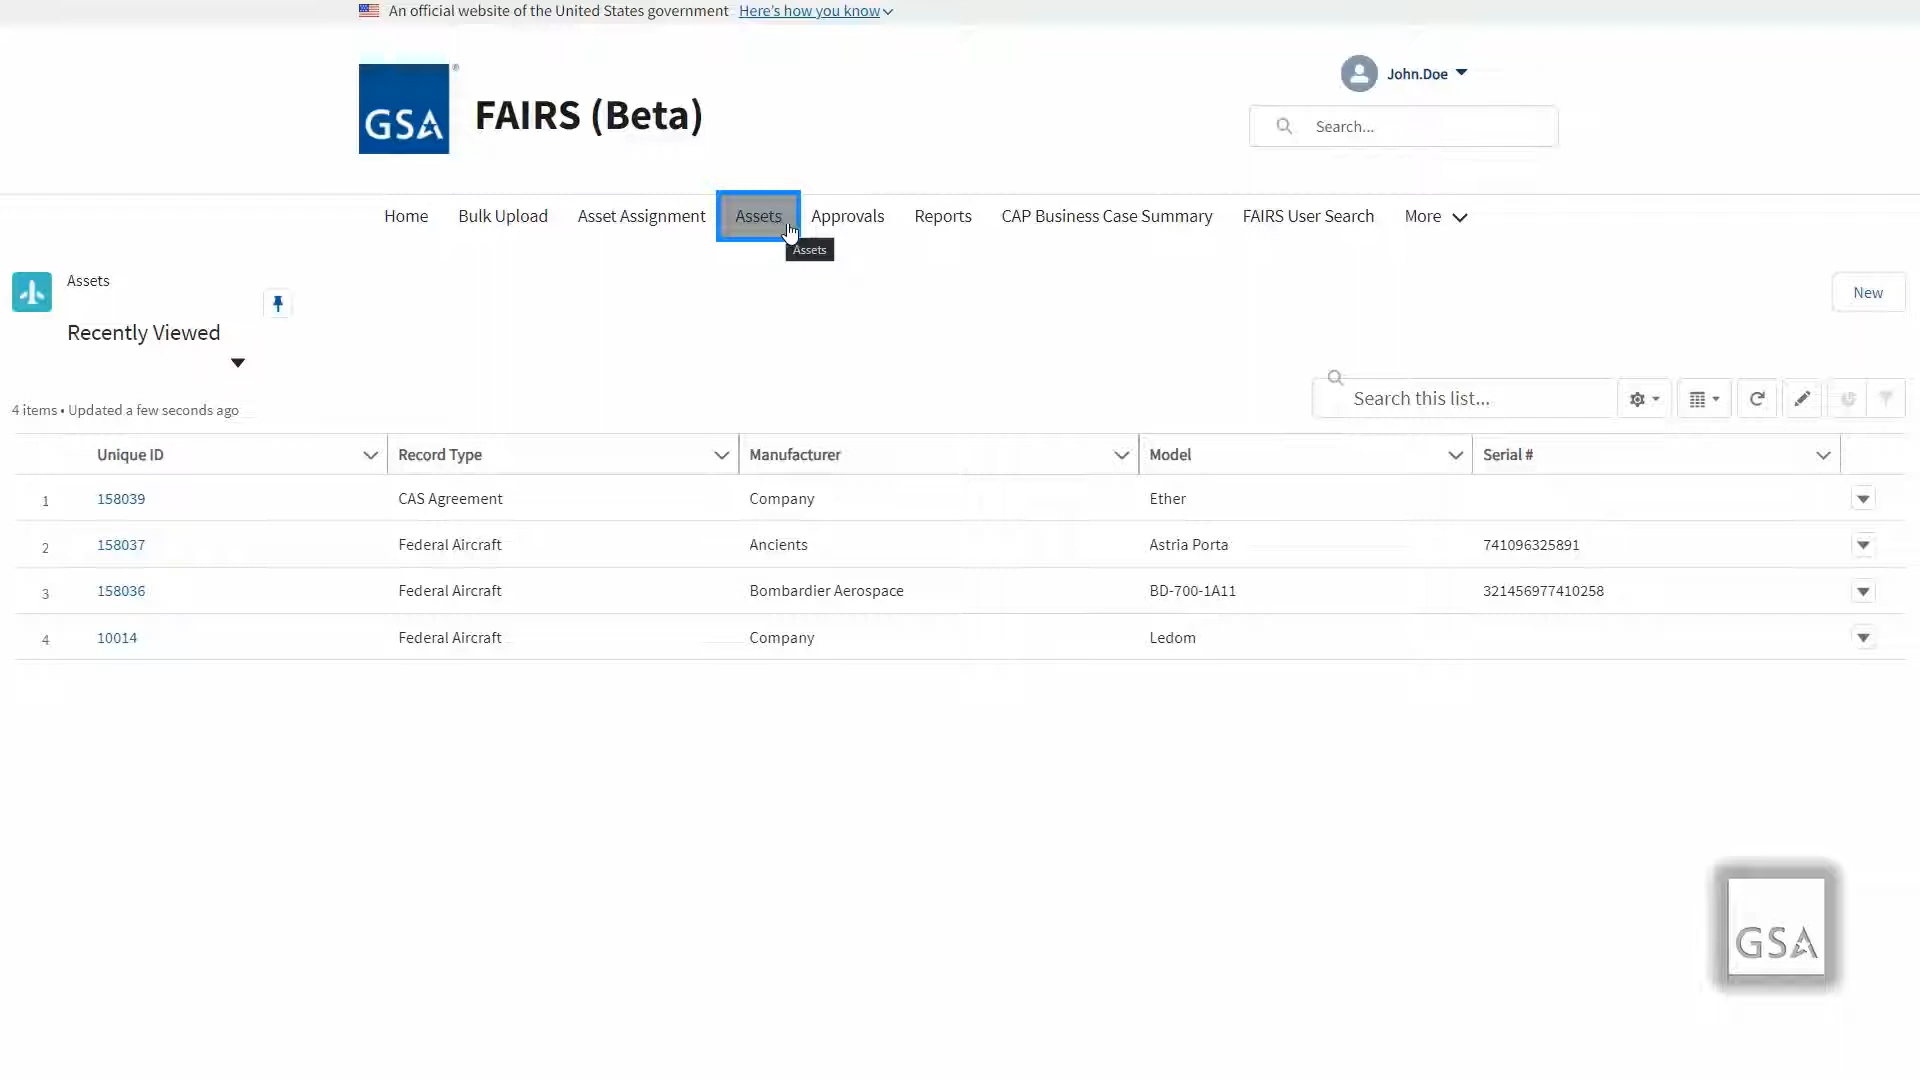 An official website of the United States government Here's how you know
GSA ®
FAIRS (Beta)
John.Doe
Search...
Home Bulk Upload Asset Assignment Assets Approvals Reports CAP Business Case Summary FAIRS User Search More
Assets
Assets
Recently Viewed
New
4 items • Updated a few seconds ago
Search this list...
Unique ID Record Type Manufacturer Model Serial #
1 158039 CAS Agreement Company Ether
2 158037 Federal Aircraft Ancients Astria Porta 741096325891
3 158036 Federal Aircraft Bombardier Aerospace BD-700-1A11 321456977410258
4 10014 Federal Aircraft Company Ledom
GSA